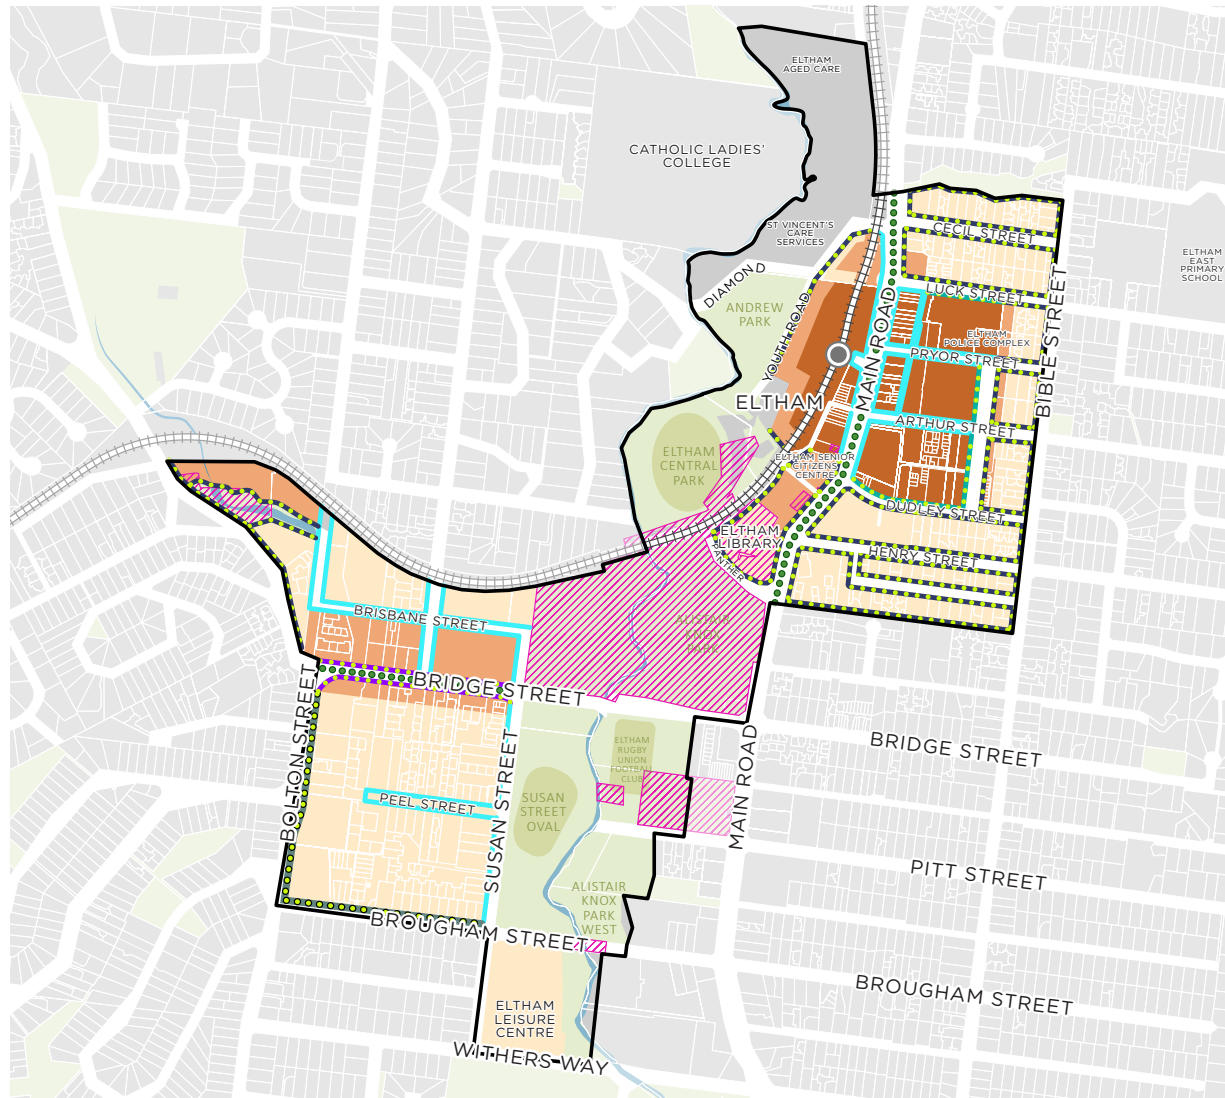 ELTHAM
AGED CARE
CATHOLIC LADIES’
COLLEGE
ST VINCENT'S
CARE
SERVICES
CECIL STREET
ELTHAM
EAST
PRIMARY
SCHOOL
DIAMOND
LUCK STREET
ANDREW
PARK
YOUTH ROAD
MAIN ROAD
ELTHAM
POLICE COMPLEX
PRYOR STREET
BIBLE STREET
ELTHAM
ARTHUR STREET
ELTHAM
CENTRAL
PARK
ELTHAM SENIOR
CITIZENS
CENTRE
DUDLEY STREET
ELTHAM
LIBRARY
PANTHER
HENRY STREET
BRISBANE STREET
ALISTAIR
KNOX
PARK
BRIDGE STREET
BOLTON STREET
BRIDGE STREET
ELTHAM
RUGBY
UNION
FOOTBALL
CLUB
MAIN ROAD
SUSAN STREET
PEEL STREET
SUSAN
STREET
OVAL
PITT STREET
ALISTAIR
KNOX
PARK
WEST
BROUGHAM STREET
BROUGHAM STREET
ELTHAM
LEISURE
CENTRE
WITHERS WAY